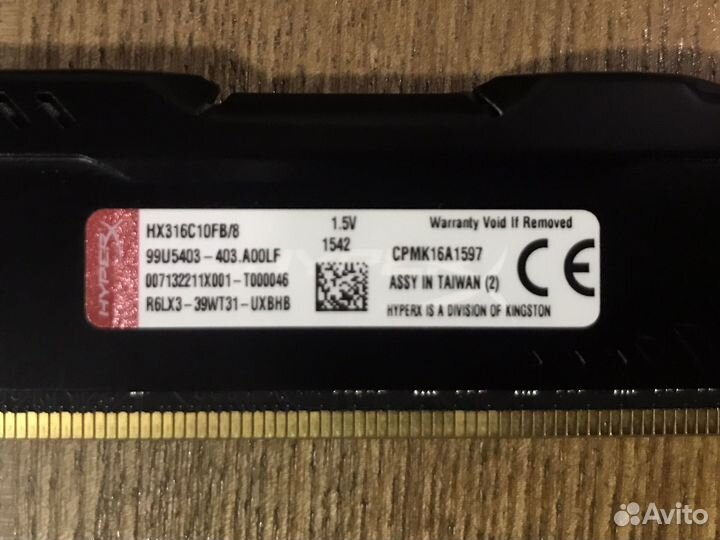 HYPERX
HX316C10FB/8
99U5403-403.A00LF
007132211X001-T000046
R6LX3-39WT31-UXBHB
1.5V
1542
Warranty Void If Removed
CPMK16A1597
ASSY IN TAIWAN (2)
HYPERX IS A DIVISION OF KINGSTON
CE
Avito